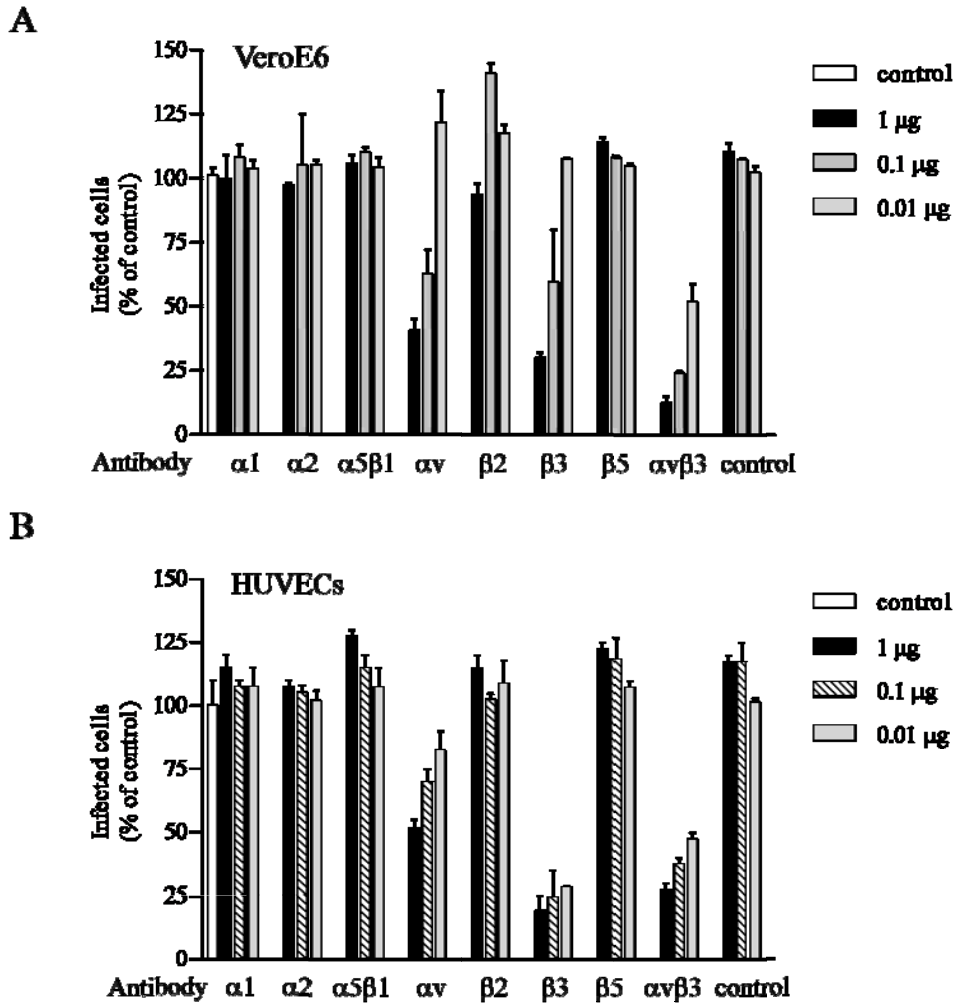 A
VeroE6
150
125
100
75
50
25
0
Infected cells
(% of control)
control
1 µg
0.1 µg
0.01 µg
Antibody α1 α2 α5β1 αv β2 β3 β5 αvβ3 control
B
HUVECs
150
125
100
75
50
25
0
Infected cells
(% of control)
control
1 µg
0.1 µg
0.01 µg
Antibody α1 α2 α5β1 αv β2 β3 β5 αvβ3 control